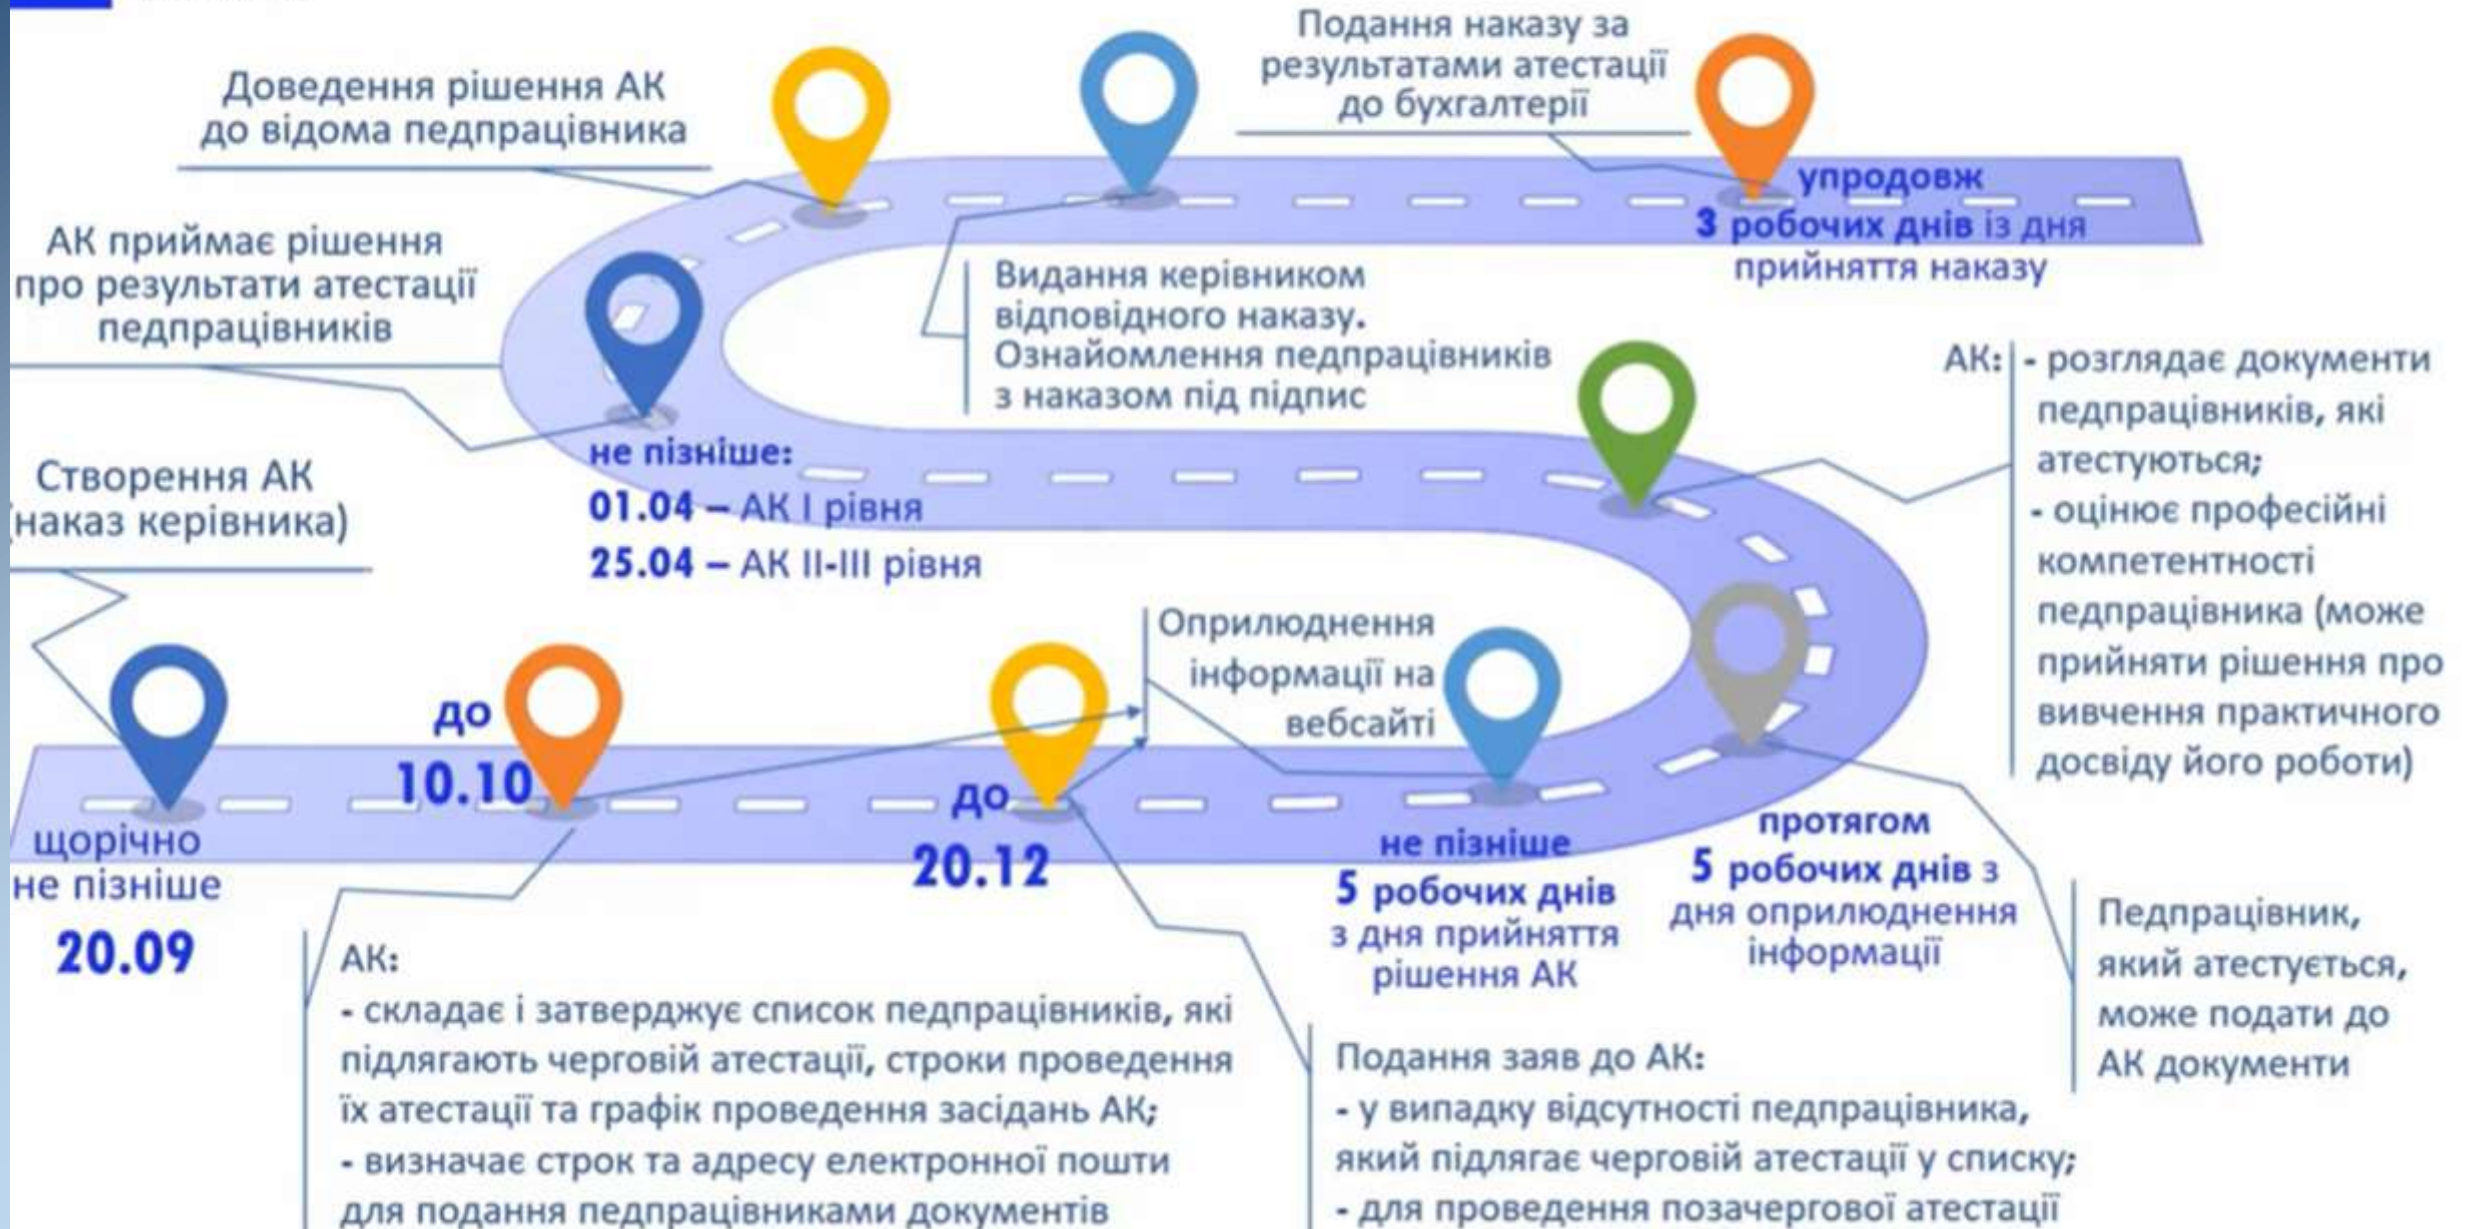 Подання наказу за
результатами атестації
до бухгалтерії
Доведення рішення АК
до відома педпрацівника
упродовж
3 робочих днів із дня
прийняття наказу
АК приймає рішення
про результати атестації
педпрацівників
Видання керівником
відповідного наказу.
Ознайомлення педпрацівників
з наказом під підпис
не пізніше:
01.04 – АК І рівня
25.04 – АК ІІ-ІІІ рівня
АК: - розглядає документи
педпрацівників, які
атестуються;
- оцінює професійні
компетентності
педпрацівника (може
прийняти рішення про
вивчення практичного
досвіду його роботи)
Створення АК
(наказ керівника)
щорічно
не пізніше
20.09
до
10.10
до
20.12
Оприлюднення
інформації на
вебсайті
не пізніше
5 робочих днів
з дня прийняття
рішення АК
протягом
5 робочих днів з
дня оприлюднення
інформації
Педпрацівник,
який атестується,
може подати до
АК документи
АК:
- складає і затверджує список педпрацівників, які
підлягають черговій атестації, строки проведення
їх атестації та графік проведення засідань АК;
- визначає строк та адресу електронної пошти
для подання педпрацівниками документів
Подання заяв до АК:
- у випадку відсутності педпрацівника,
який підлягає черговій атестації у списку;
- для проведення позачергової атестації